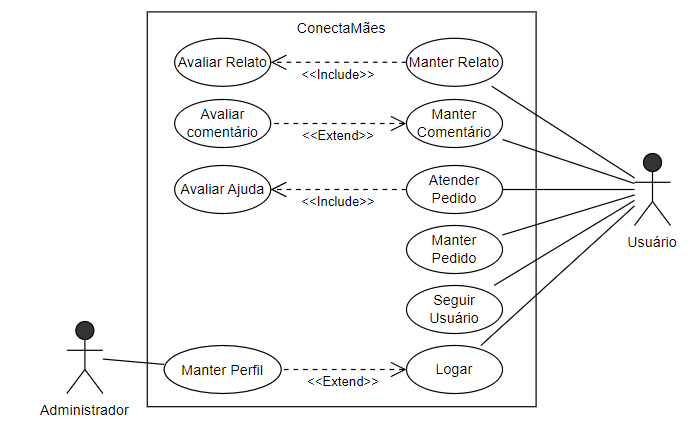 ConectaMães
Avaliar Relato
<<Include>>
Manter Relato
Avaliar
comentário
<<Extend>>
Manter
Comentário
Avaliar Ajuda
<<Include>>
Atender
Pedido
Usuário
Manter
Pedido
Seguir
Usuário
Manter Perfil
<<Extend>>
Logar
Administrador